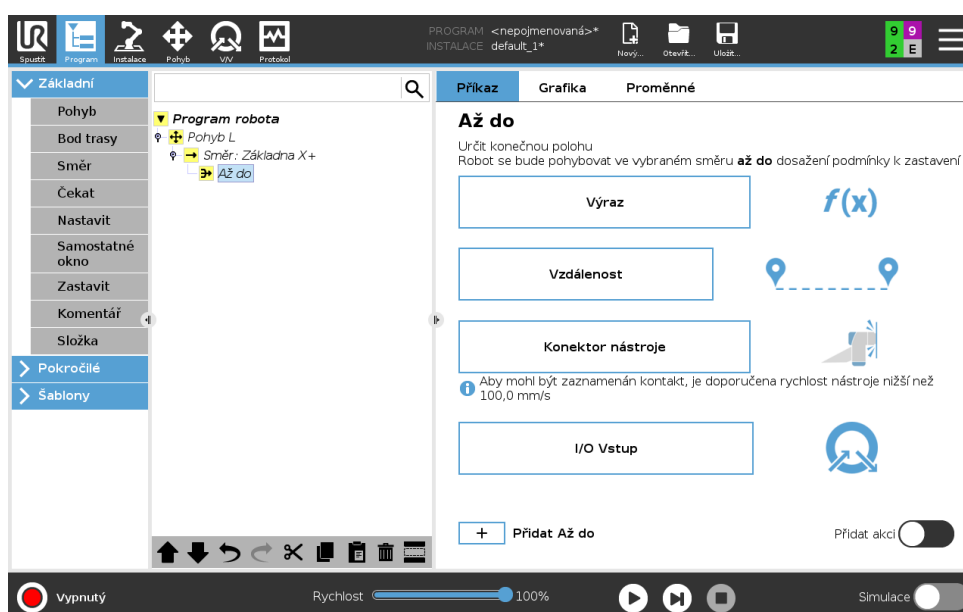 UR
PROGRAM <nepojmenovaná>*
INSTALACE default_1*
Spustit
Program
Instalace
Pohyb
V/V
Protokol
Nový...
Otevřít...
Uložit...
9 9
2 E
Základní
Pohyb
Bod trasy
Směr
Čekat
Nastavit
Samostatné
okno
Zastavit
Komentář
Složka
Pokročilé
Šablony
Program robota
Pohyb L
Směr: Základna X+
Až do
Příkaz
Grafika
Proměnné
Až do
Určit konečnou polohu
Robot se bude pohybovat ve vybraném směru až do dosažení podmínky k zastavení
Výraz
f(x)
Vzdálenost
Konektor nástroje
Aby mohl být zaznamenán kontakt, je doporučena rychlost nástroje nižší než
100,0 mm/s
I/O Vstup
+ Přidat Až do
Přidat akci
Vypnutý
Rychlost
100%
Simulace